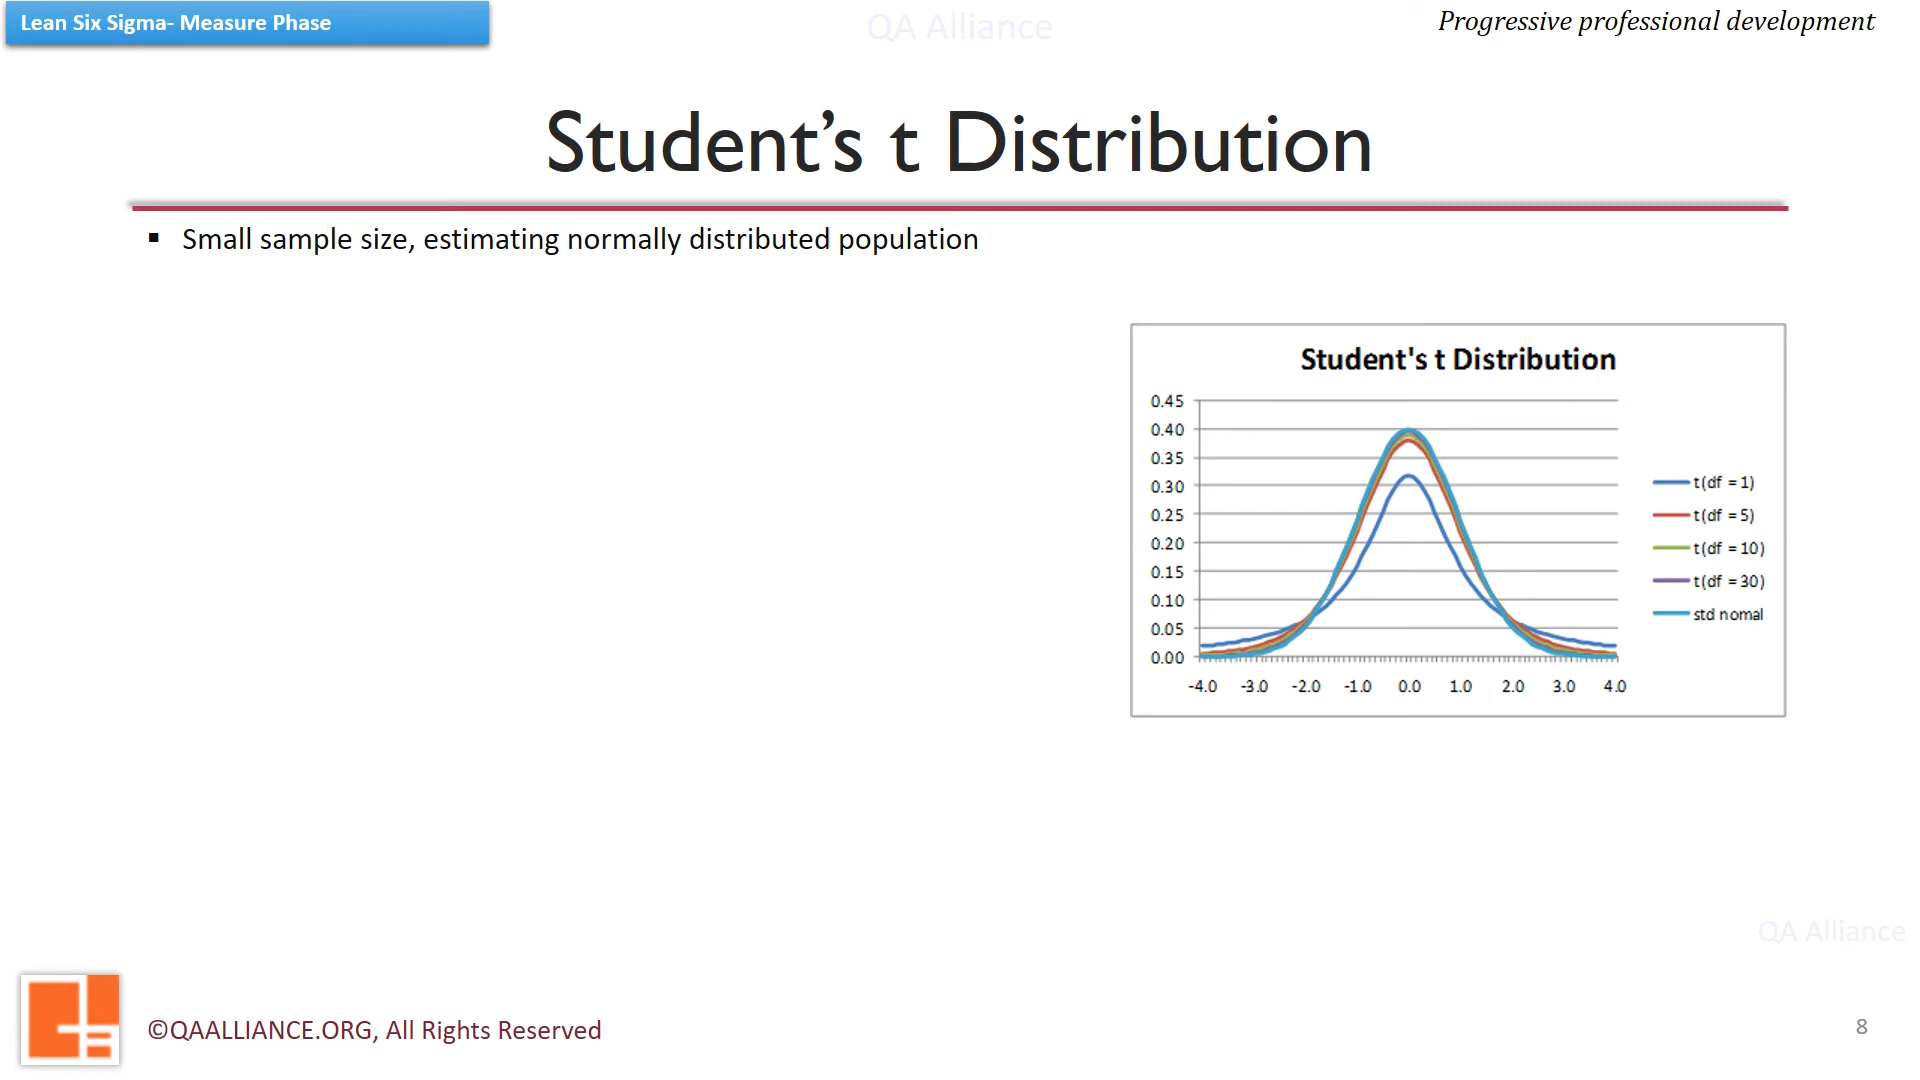 Lean Six Sigma- Measure Phase
QA Alliance
Progressive professional development
Student’s t Distribution
▪ Small sample size, estimating normally distributed population
Student's t Distribution
0.45
0.40
0.35
0.30
0.25
0.20
0.15
0.10
0.05
0.00
-4.0 -3.0 -2.0 -1.0 0.0 1.0 2.0 3.0 4.0
t(df = 1)
t(df = 5)
t(df = 10)
t(df = 30)
std nomal
QA Alliance
©QAALLIANCE.ORG, All Rights Reserved
8